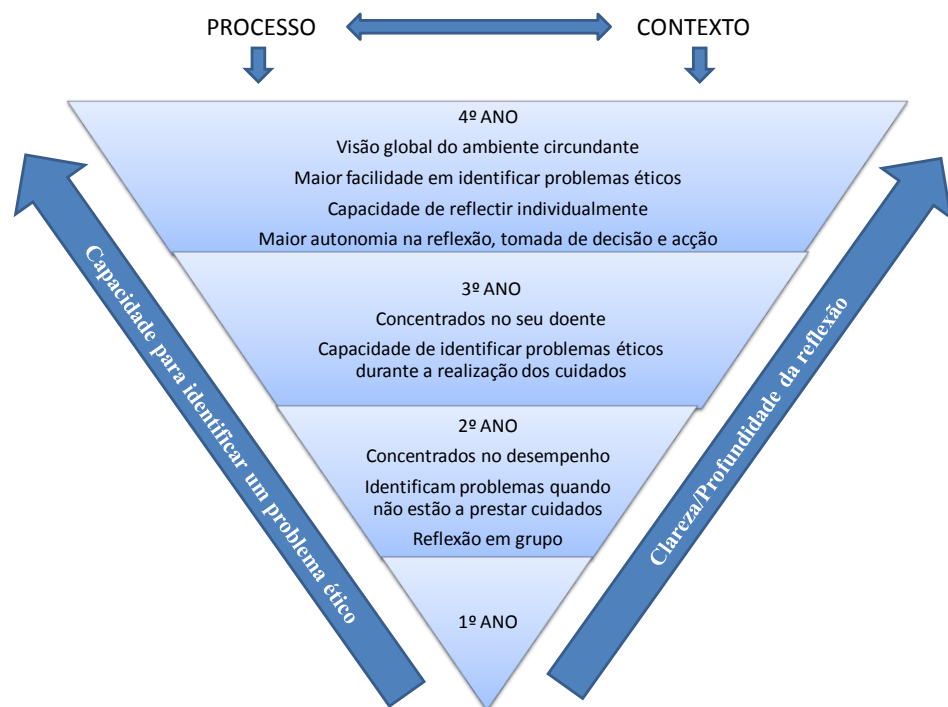 PROCESSO
CONTEXTO
4º ANO
Visão global do ambiente circundante
Maior facilidade em identificar problemas éticos
Capacidade de reflectir individualmente
Maior autonomia na reflexão, tomada de decisão e acção
3º ANO
Concentrados no seu doente
Capacidade de identificar problemas éticos
durante a realização dos cuidados
2º ANO
Concentrados no desempenho
Identificam problemas quando
não estão a prestar cuidados
Reflexão em grupo
1º ANO
Capacidade para identificar um problema ético
Clareza/Profundidade da reflexão